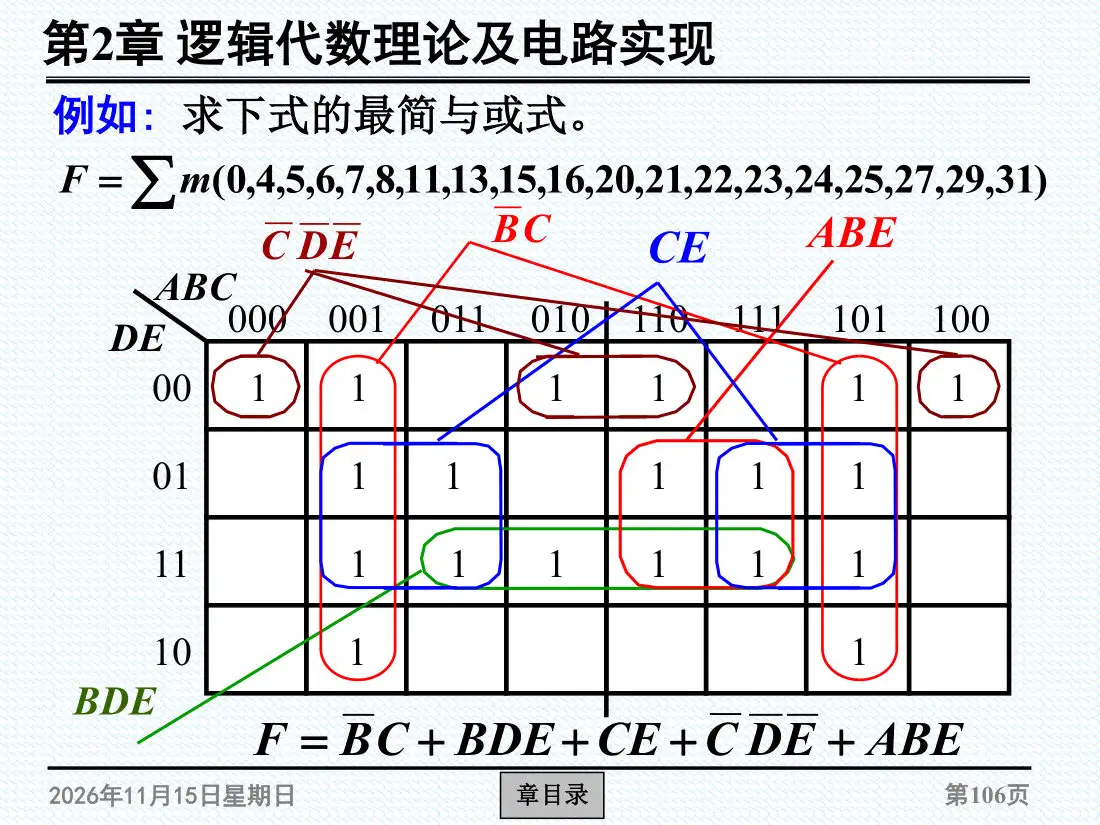 第2章 逻辑代数理论及电路实现
例如: 求下式的最简与或式。
F = ∑ m(0,4,5,6,7,8,11,13,15,16,20,21,22,23,24,25,27,29,31)
C̅ D̅E̅ B̅C CE ABE
ABC
DE 000 001 011 010 110 111 101 100
00 1 1 1 1 1 1
01 1 1 1 1 1
11 1 1 1 1 1 1
10 1 1
BDE
F = B̅C + BDE + CE + C̅ D̅E̅ + ABE
2026年11月15日星期日 章目录 第106页